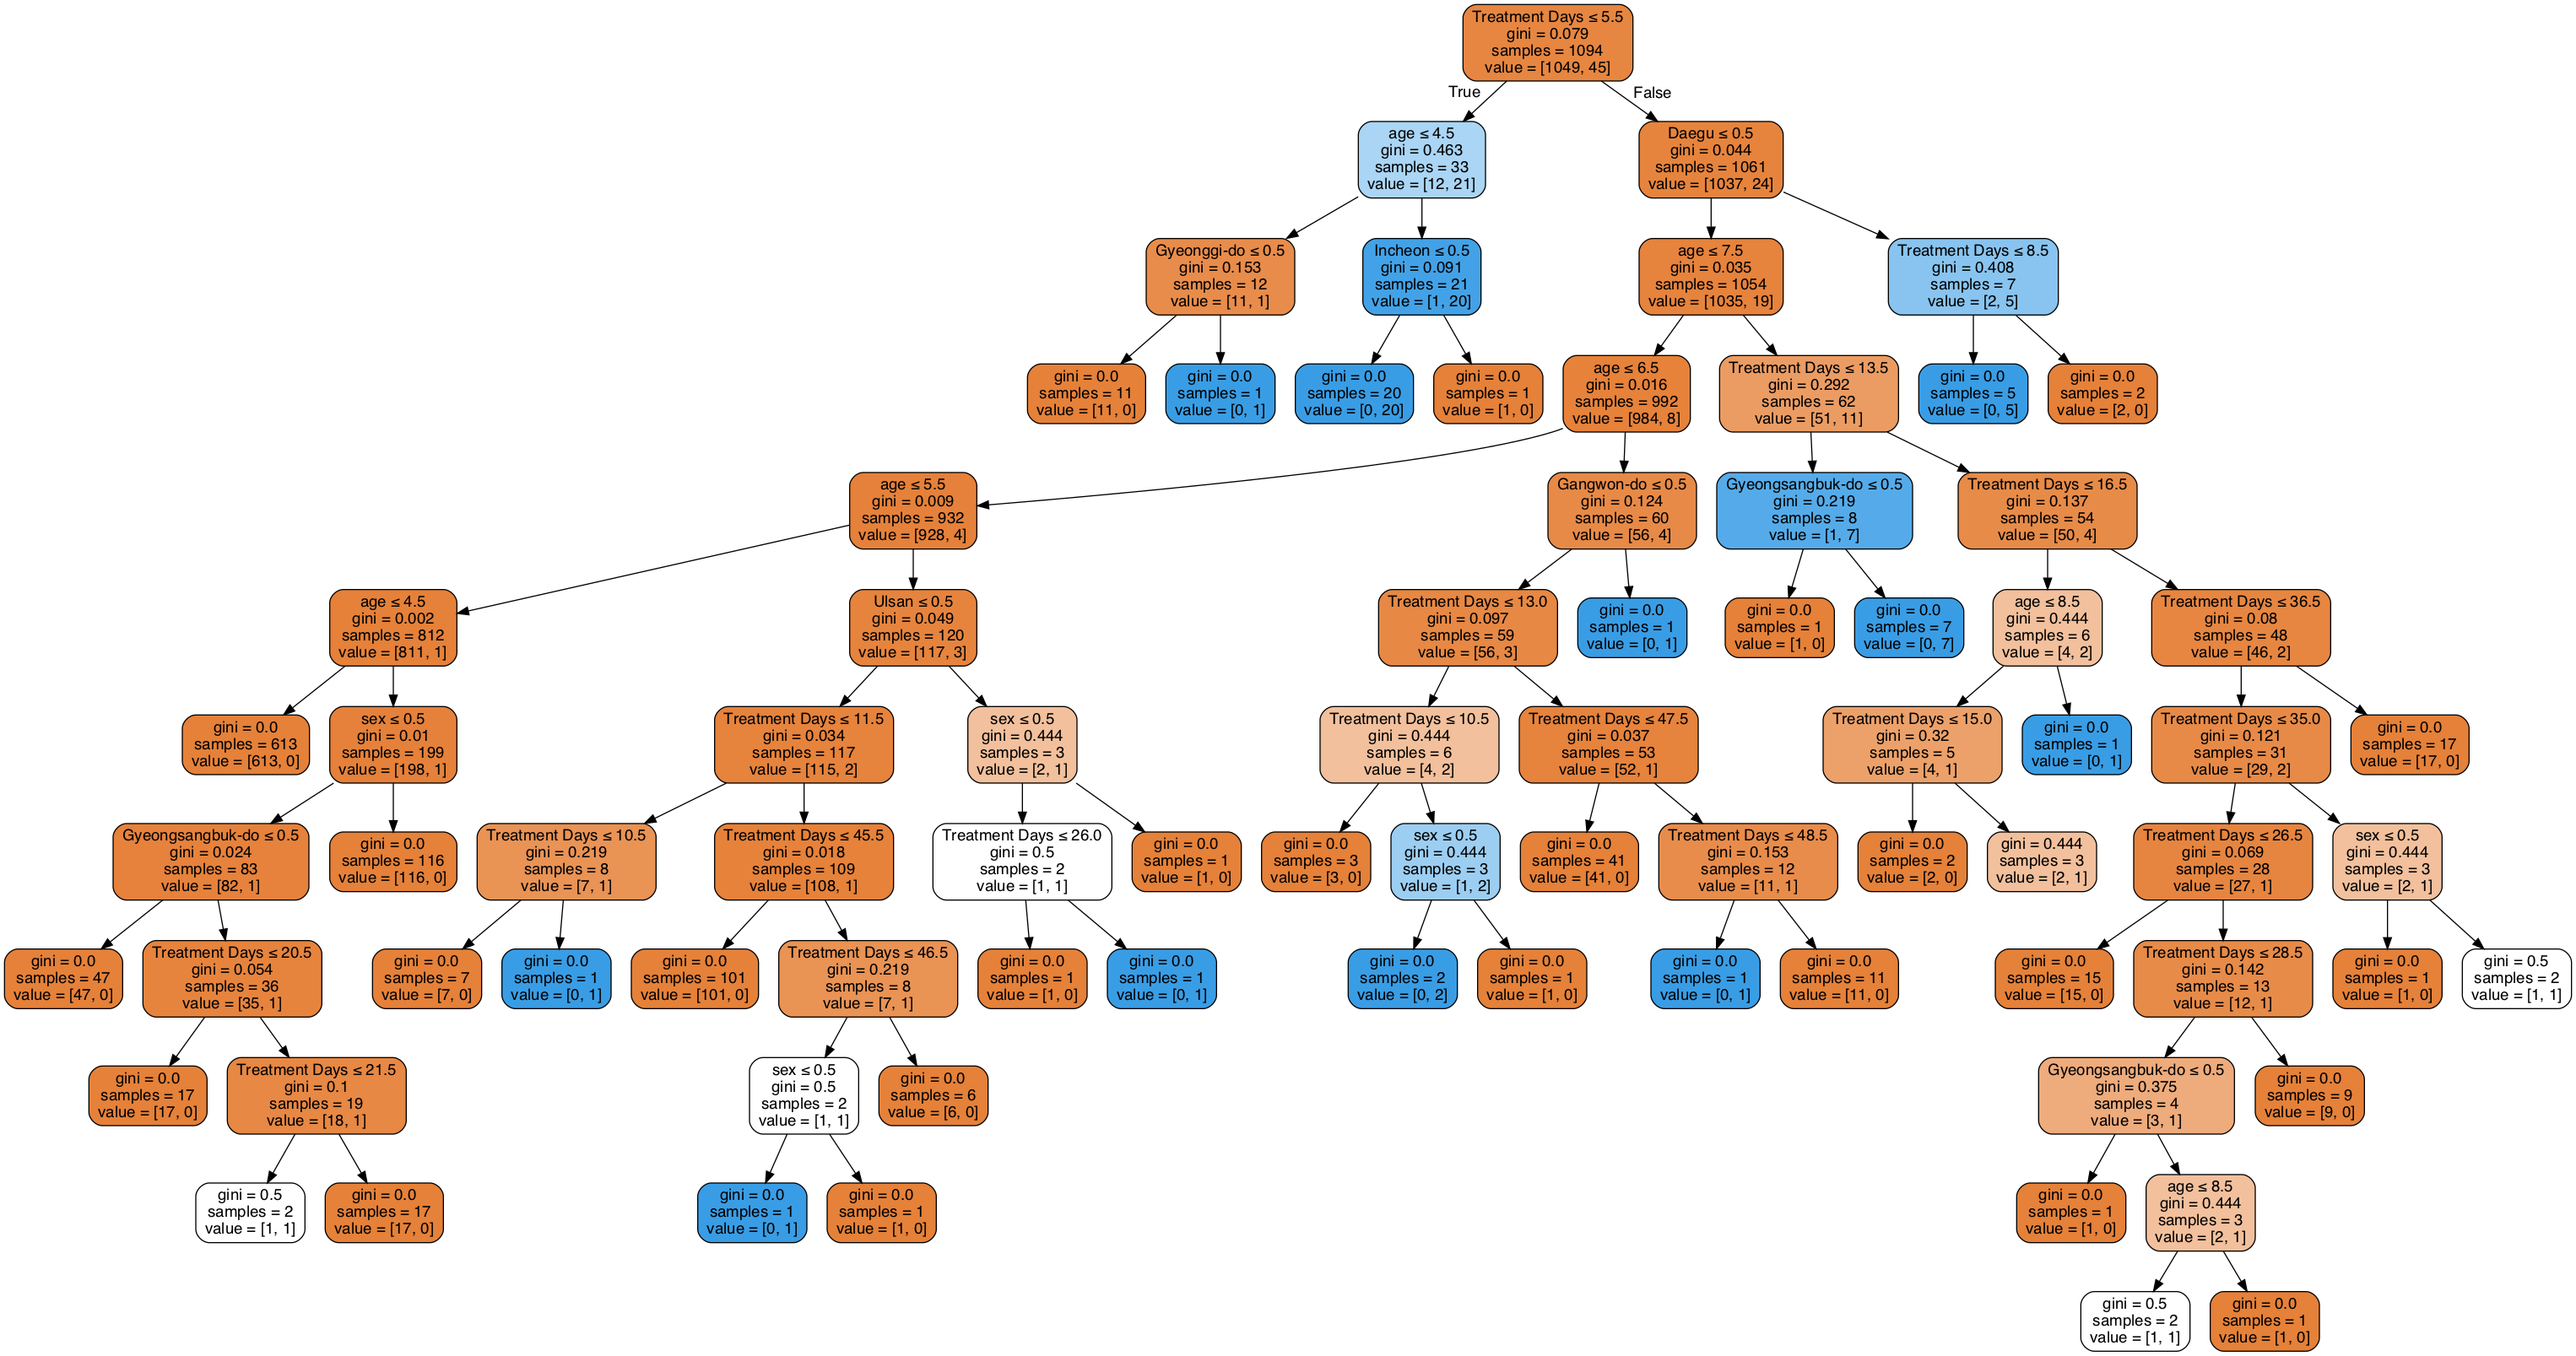 Treatment Days ≤ 5.5
gini = 0.079
samples = 1094
value = [1049, 45]
True
False
age ≤ 4.5
gini = 0.463
samples = 33
value = [12, 21]
Daegu ≤ 0.5
gini = 0.044
samples = 1061
value = [1037, 24]
Gyeonggi-do ≤ 0.5
gini = 0.153
samples = 12
value = [11, 1]
Incheon ≤ 0.5
gini = 0.091
samples = 21
value = [1, 20]
age ≤ 7.5
gini = 0.035
samples = 1054
value = [1035, 19]
Treatment Days ≤ 8.5
gini = 0.408
samples = 7
value = [2, 5]
gini = 0.0
samples = 11
value = [11, 0]
gini = 0.0
samples = 1
value = [0, 1]
gini = 0.0
samples = 20
value = [0, 20]
gini = 0.0
samples = 1
value = [1, 0]
age ≤ 6.5
gini = 0.016
samples = 992
value = [984, 8]
Treatment Days ≤ 13.5
gini = 0.292
samples = 62
value = [51, 11]
gini = 0.0
samples = 5
value = [0, 5]
gini = 0.0
samples = 2
value = [2, 0]
age ≤ 5.5
gini = 0.009
samples = 932
value = [928, 4]
Gangwon-do ≤ 0.5
gini = 0.124
samples = 60
value = [56, 4]
Gyeongsangbuk-do ≤ 0.5
gini = 0.219
samples = 8
value = [1, 7]
Treatment Days ≤ 16.5
gini = 0.137
samples = 54
value = [50, 4]
age ≤ 4.5
gini = 0.002
samples = 812
value = [811, 1]
Ulsan ≤ 0.5
gini = 0.049
samples = 120
value = [117, 3]
Treatment Days ≤ 13.0
gini = 0.097
samples = 59
value = [56, 3]
gini = 0.0
samples = 1
value = [0, 1]
gini = 0.0
samples = 1
value = [1, 0]
gini = 0.0
samples = 7
value = [0, 7]
age ≤ 8.5
gini = 0.444
samples = 6
value = [4, 2]
Treatment Days ≤ 36.5
gini = 0.08
samples = 48
value = [46, 2]
gini = 0.0
samples = 613
value = [613, 0]
sex ≤ 0.5
gini = 0.01
samples = 199
value = [198, 1]
Treatment Days ≤ 11.5
gini = 0.034
samples = 117
value = [115, 2]
sex ≤ 0.5
gini = 0.444
samples = 3
value = [2, 1]
Treatment Days ≤ 10.5
gini = 0.444
samples = 6
value = [4, 2]
Treatment Days ≤ 47.5
gini = 0.037
samples = 53
value = [52, 1]
Treatment Days ≤ 15.0
gini = 0.32
samples = 5
value = [4, 1]
gini = 0.0
samples = 1
value = [0, 1]
Treatment Days ≤ 35.0
gini = 0.121
samples = 31
value = [29, 2]
gini = 0.0
samples = 17
value = [17, 0]
Gyeongsangbuk-do ≤ 0.5
gini = 0.024
samples = 83
value = [82, 1]
gini = 0.0
samples = 116
value = [116, 0]
Treatment Days ≤ 10.5
gini = 0.219
samples = 8
value = [7, 1]
Treatment Days ≤ 45.5
gini = 0.018
samples = 109
value = [108, 1]
Treatment Days ≤ 26.0
gini = 0.5
samples = 2
value = [1, 1]
gini = 0.0
samples = 1
value = [1, 0]
gini = 0.0
samples = 3
value = [3, 0]
sex ≤ 0.5
gini = 0.444
samples = 3
value = [1, 2]
gini = 0.0
samples = 41
value = [41, 0]
Treatment Days ≤ 48.5
gini = 0.153
samples = 12
value = [11, 1]
gini = 0.0
samples = 2
value = [2, 0]
gini = 0.444
samples = 3
value = [2, 1]
Treatment Days ≤ 26.5
gini = 0.069
samples = 28
value = [27, 1]
sex ≤ 0.5
gini = 0.444
samples = 3
value = [2, 1]
gini = 0.0
samples = 47
value = [47, 0]
Treatment Days ≤ 20.5
gini = 0.054
samples = 36
value = [35, 1]
gini = 0.0
samples = 7
value = [7, 0]
gini = 0.0
samples = 1
value = [0, 1]
gini = 0.0
samples = 101
value = [101, 0]
Treatment Days ≤ 46.5
gini = 0.219
samples = 8
value = [7, 1]
gini = 0.0
samples = 1
value = [1, 0]
gini = 0.0
samples = 1
value = [0, 1]
gini = 0.0
samples = 2
value = [0, 2]
gini = 0.0
samples = 1
value = [1, 0]
gini = 0.0
samples = 1
value = [0, 1]
gini = 0.0
samples = 11
value = [11, 0]
gini = 0.0
samples = 15
value = [15, 0]
Treatment Days ≤ 28.5
gini = 0.142
samples = 13
value = [12, 1]
gini = 0.0
samples = 1
value = [1, 0]
gini = 0.5
samples = 2
value = [1, 1]
gini = 0.0
samples = 17
value = [17, 0]
Treatment Days ≤ 21.5
gini = 0.1
samples = 19
value = [18, 1]
sex ≤ 0.5
gini = 0.5
samples = 2
value = [1, 1]
gini = 0.0
samples = 6
value = [6, 0]
Gyeongsangbuk-do ≤ 0.5
gini = 0.375
samples = 4
value = [3, 1]
gini = 0.0
samples = 9
value = [9, 0]
gini = 0.5
samples = 2
value = [1, 1]
gini = 0.0
samples = 17
value = [17, 0]
gini = 0.0
samples = 1
value = [0, 1]
gini = 0.0
samples = 1
value = [1, 0]
gini = 0.0
samples = 1
value = [1, 0]
age ≤ 8.5
gini = 0.444
samples = 3
value = [2, 1]
gini = 0.5
samples = 2
value = [1, 1]
gini = 0.0
samples = 1
value = [1, 0]